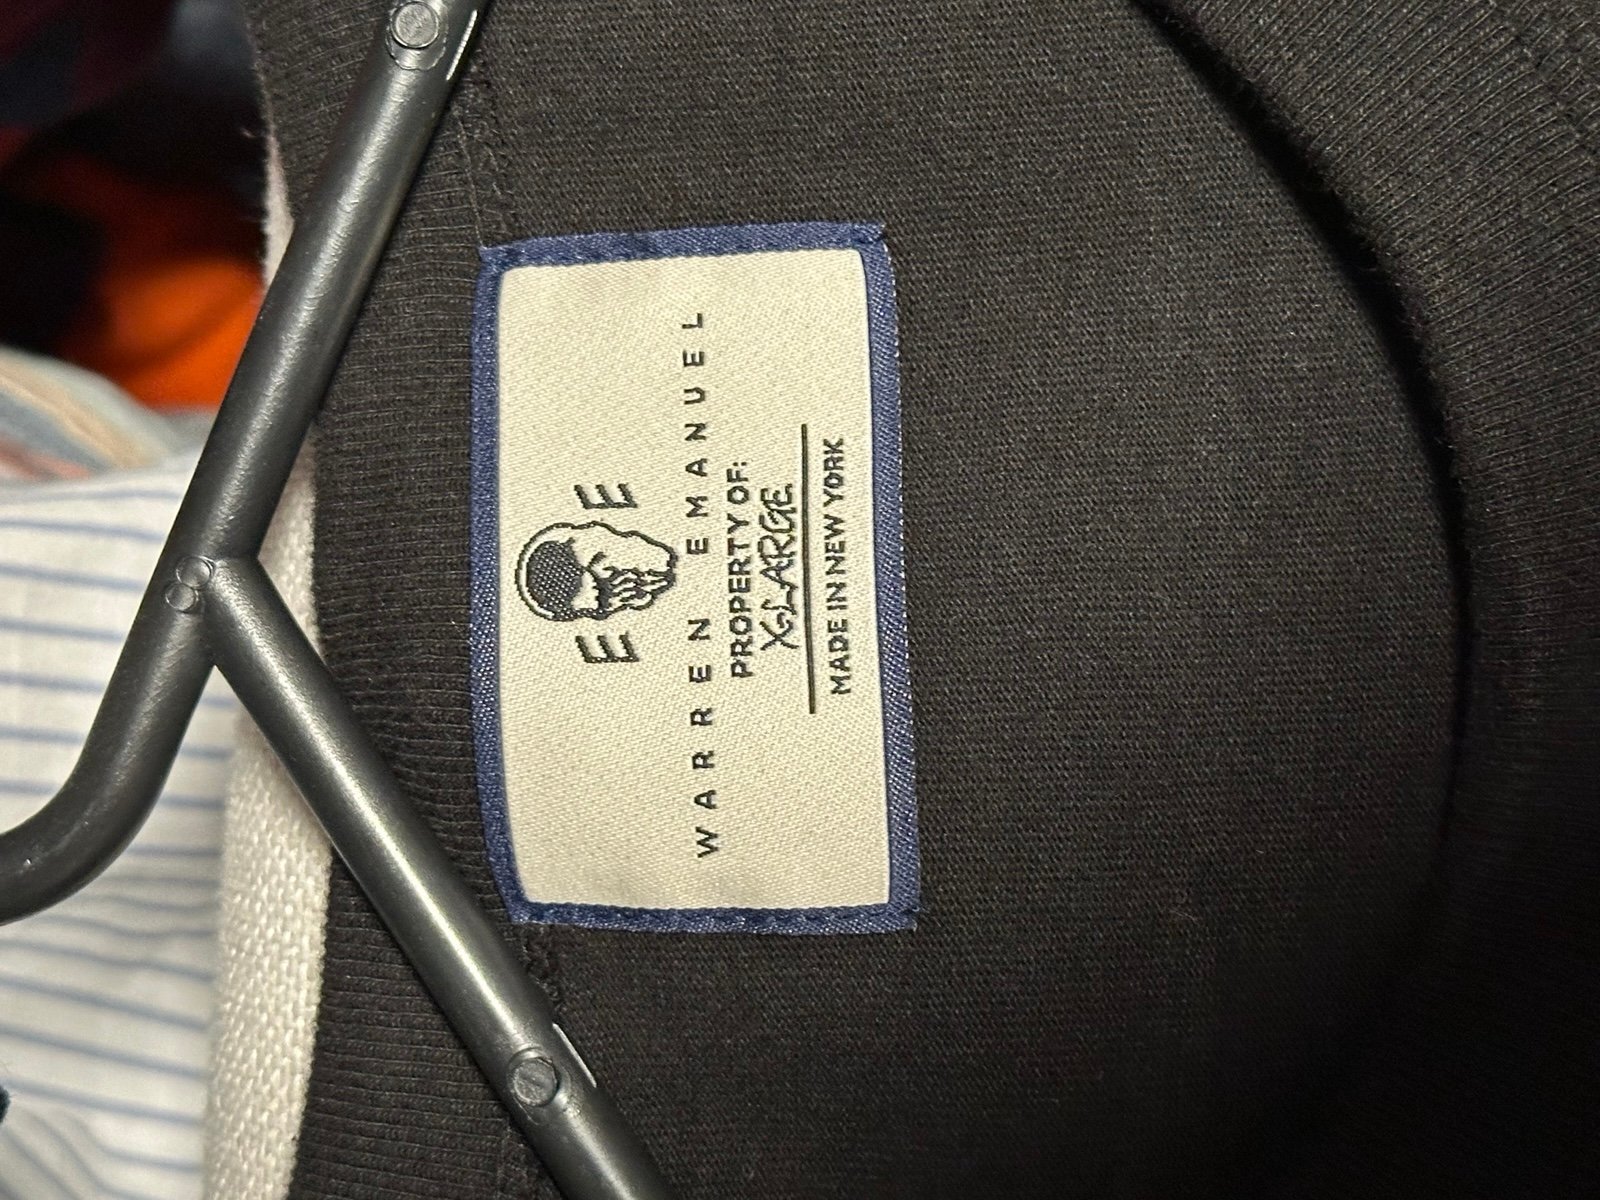 E E
WARREN EMANUEL
PROPERTY OF:
X-LARGE
MADE IN NEW YORK